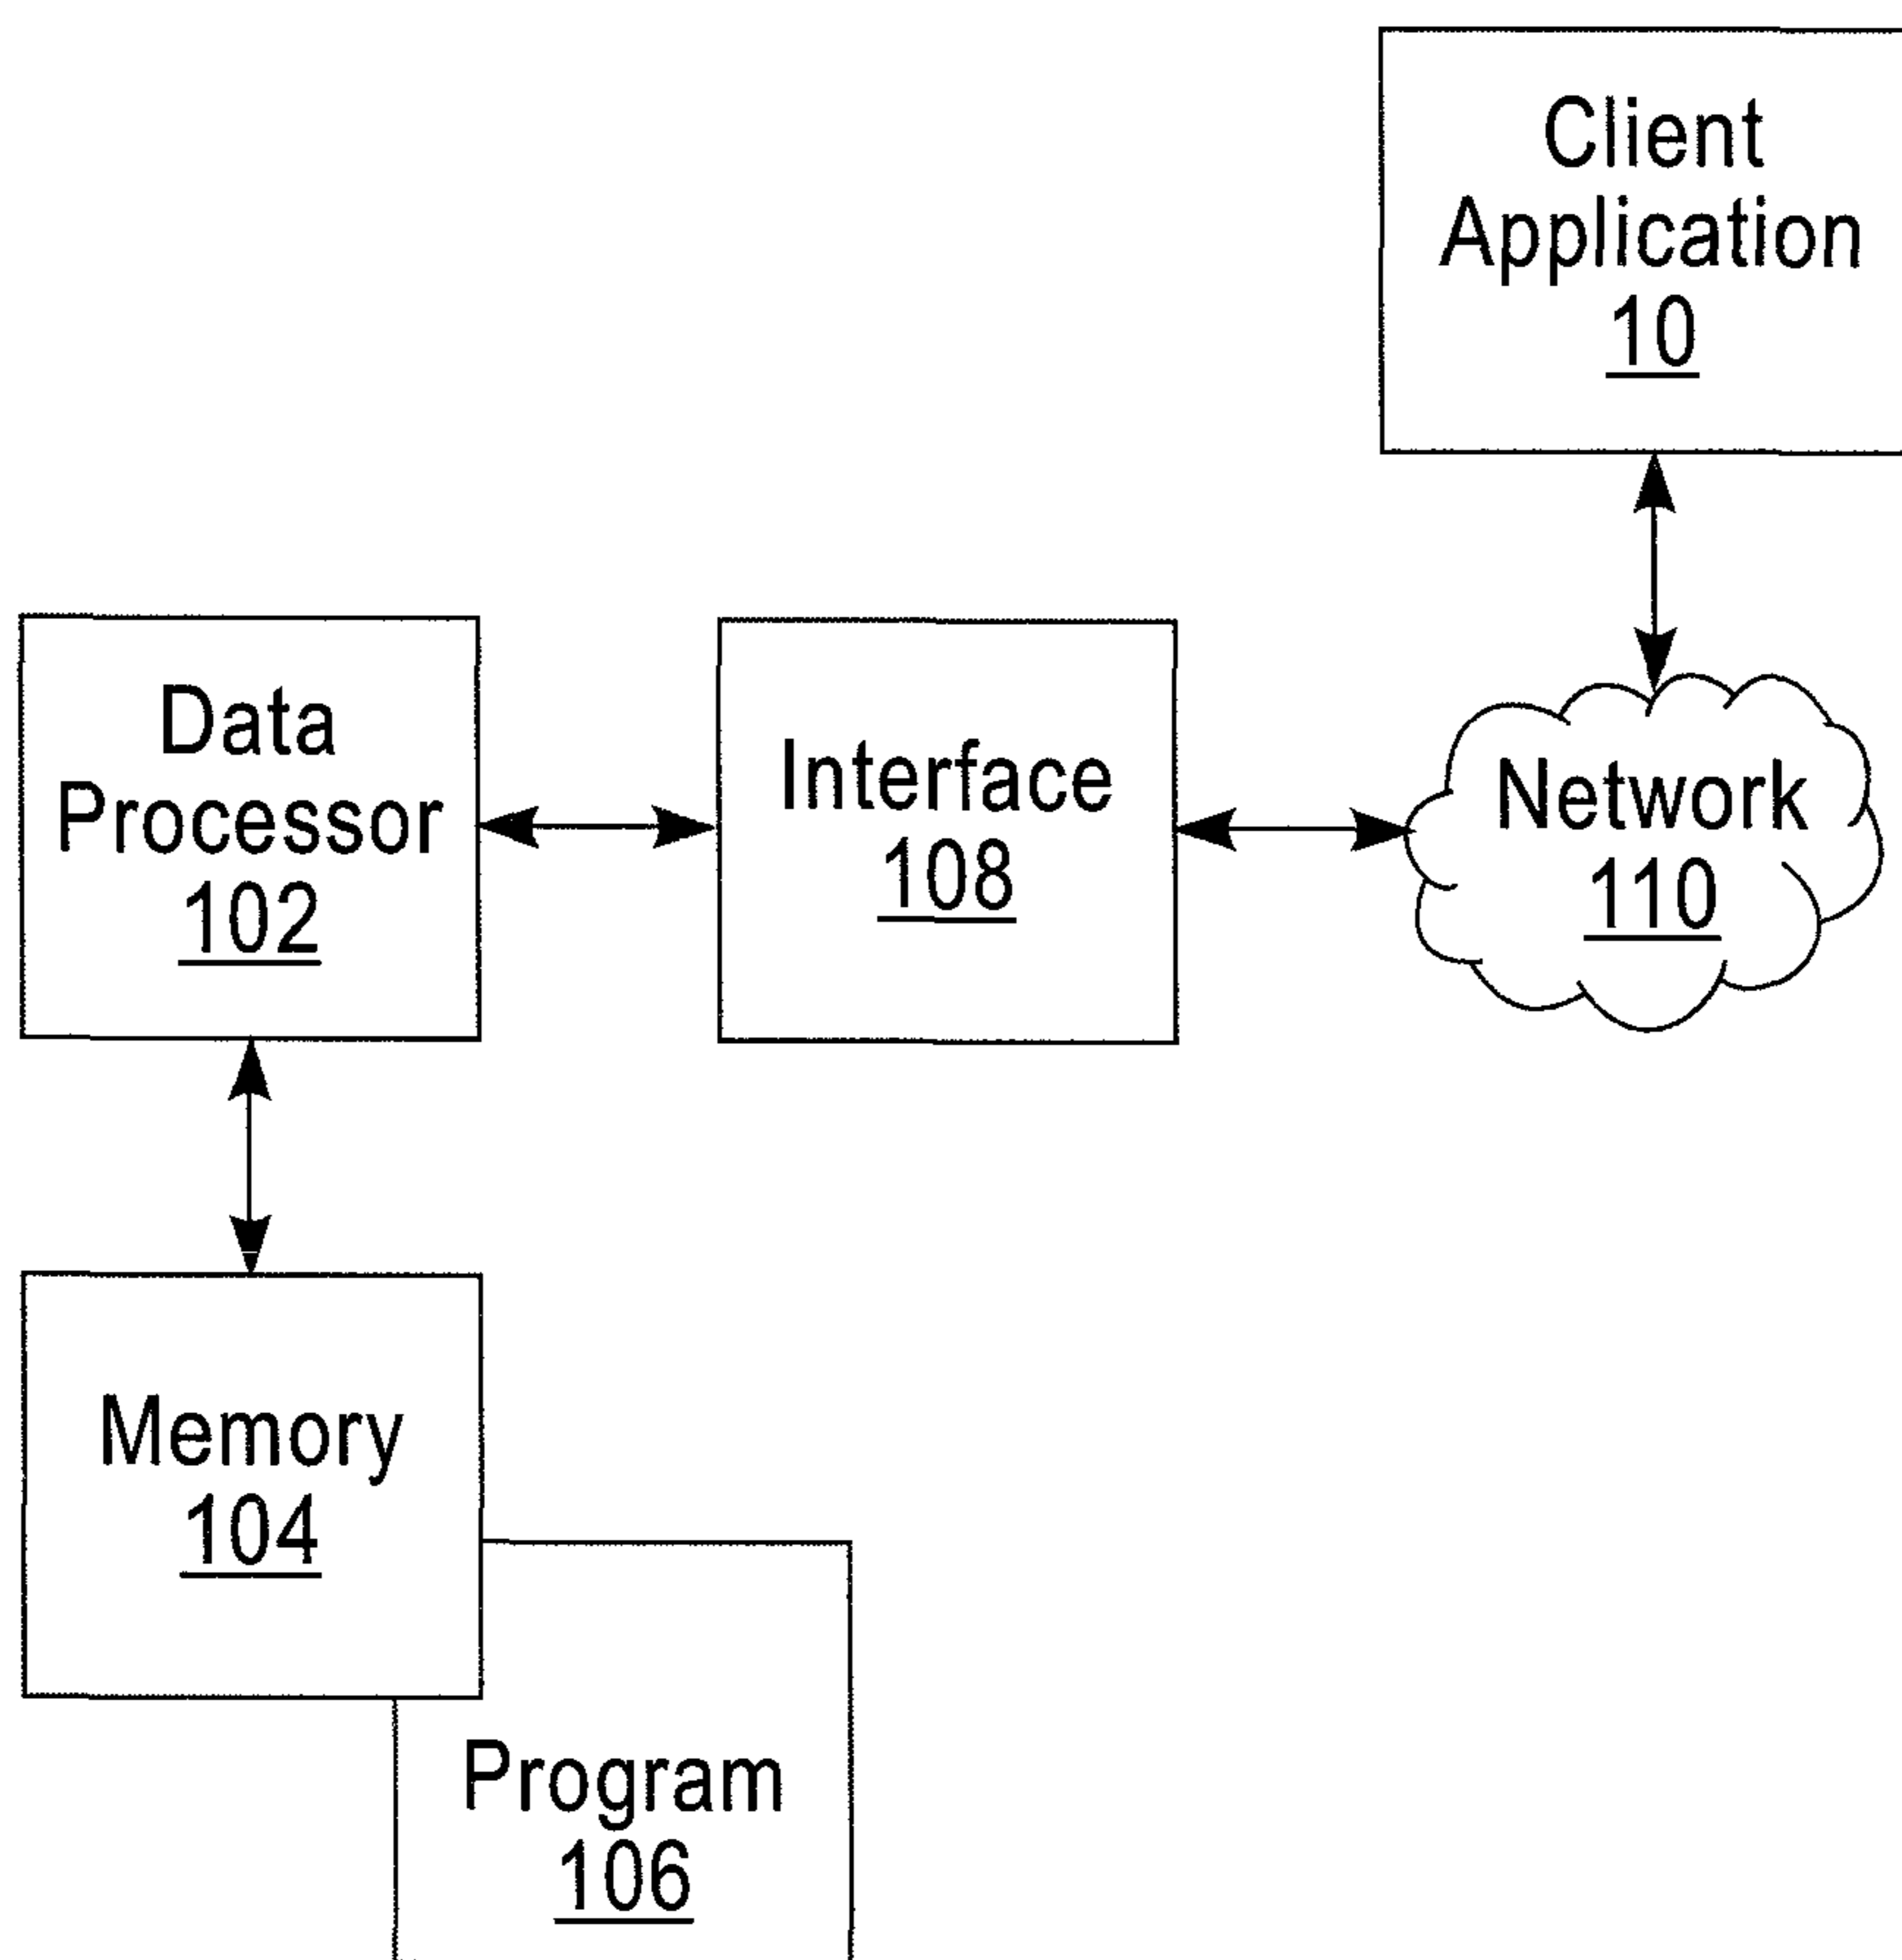 Client
Application
10
Data
Processor
102
Interface
108
Network
110
Memory
104
Program
106